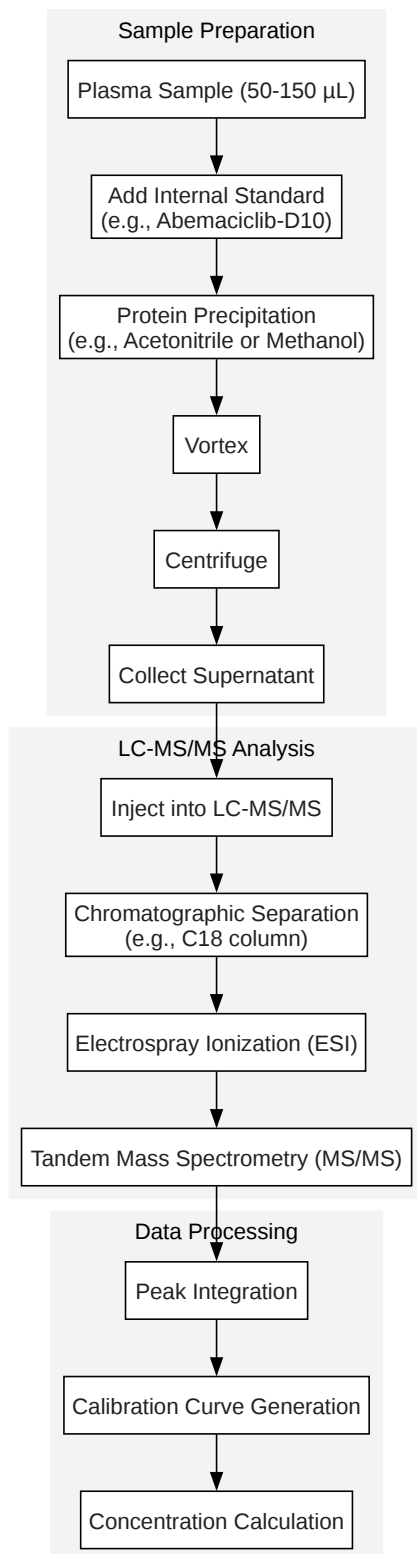 Sample Preparation
Plasma Sample (50-150 µL)
Add Internal Standard
(e.g., Abemaciclib-D10)
Protein Precipitation
(e.g., Acetonitrile or Methanol)
Vortex
Centrifuge
Collect Supernatant
LC-MS/MS Analysis
Inject into LC-MS/MS
Chromatographic Separation
(e.g., C18 column)
Electrospray Ionization (ESI)
Tandem Mass Spectrometry (MS/MS)
Data Processing
Peak Integration
Calibration Curve Generation
Concentration Calculation